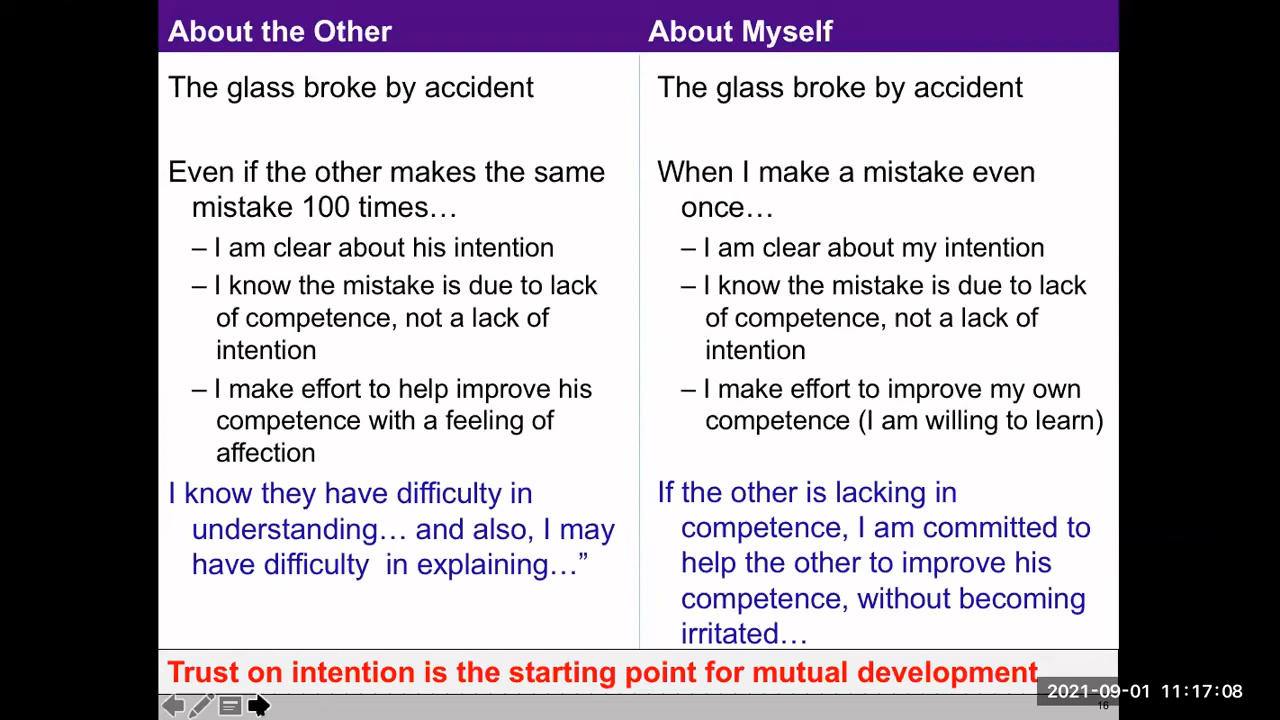 About the Other
The glass broke by accident
Even if the other makes the same
mistake 100 times…
– I am clear about his intention
– I know the mistake is due to lack
of competence, not a lack of
intention
– I make effort to help improve his
competence with a feeling of
affection
I know they have difficulty in
understanding… and also, I may
have difficulty  in explaining…”
About Myself
The glass broke by accident
When I make a mistake even
once…
– I am clear about my intention
– I know the mistake is due to lack
of competence, not a lack of
intention
– I make effort to improve my own
competence (I am willing to learn)
If the other is lacking in
competence, I am committed to
help the other to improve his
competence, without becoming
irritated…
Trust on intention is the starting point for mutual development
2021-09-01 11:17:08
16